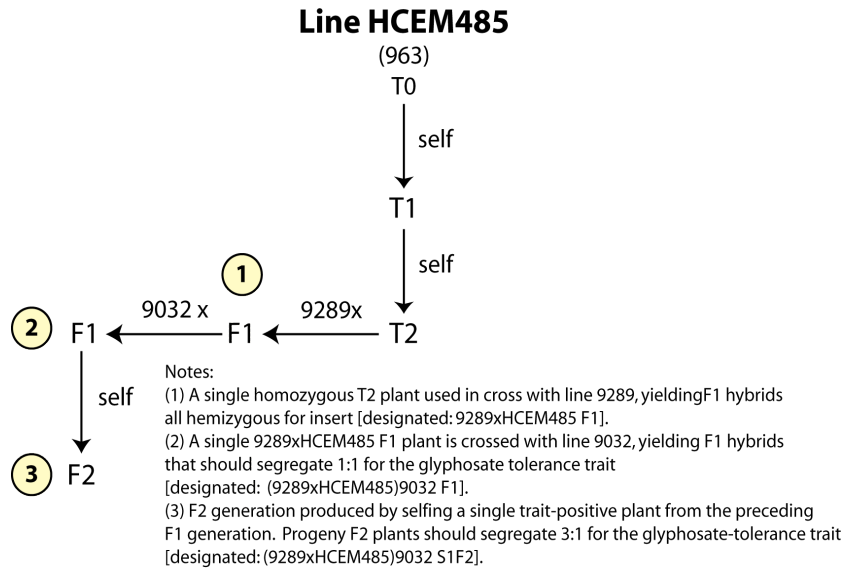 Line HCEM485
(963)
T0
self
T1
self
1
9032 x
9289x
2
F1
F1
T2
self
3
F2
Notes:
(1) A single homozygous T2 plant used in cross with line 9289, yieldingF1 hybrids
all hemizygous for insert [designated: 9289xHCEM485 F1].
(2) A single 9289xHCEM485 F1 plant is crossed with line 9032, yielding F1 hybrids
that should segregate 1:1 for the glyphosate tolerance trait
[designated: (9289xHCEM485)9032 F1].
(3) F2 generation produced by selfing a single trait-positive plant from the preceding
F1 generation. Progeny F2 plants should segregate 3:1 for the glyphosate-tolerance trait
[designated: (9289xHCEM485)9032 S1F2].